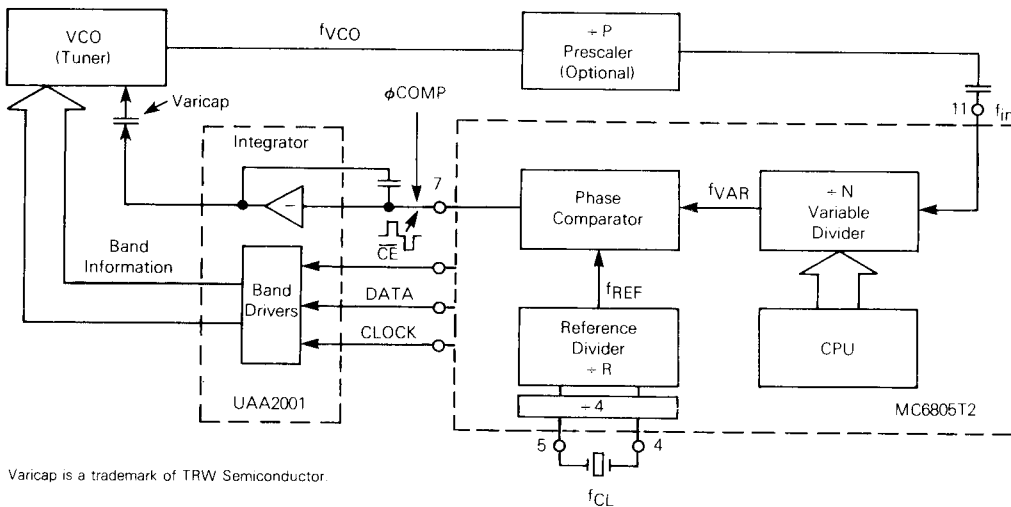 VCO
(Tuner)
fVCO
÷ P
Prescaler
(Optional)
Varicap
φCOMP
11
fin
Integrator
7
Phase
Comparator
fVAR
÷ N
Variable
Divider
−
CE
Band
Information
Band
Drivers
DATA
CLOCK
fREF
Reference
Divider
÷ R
CPU
UAA2001
÷4
MC6805T2
5
4
fCL
Varicap is a trademark of TRW Semiconductor.